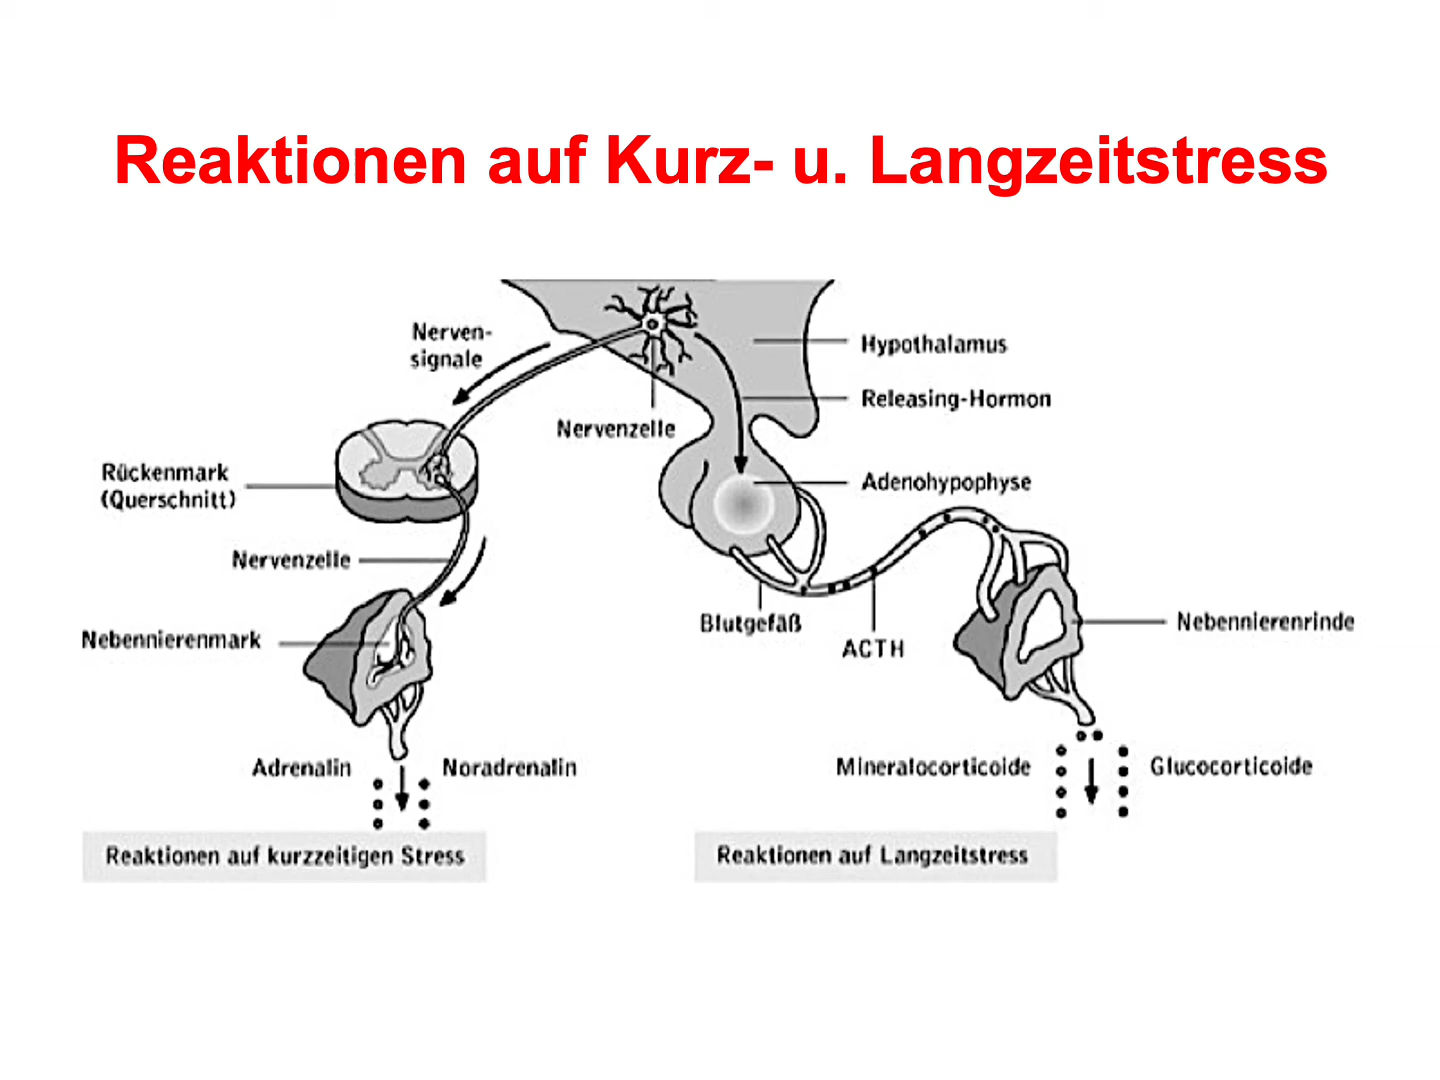 Reaktionen auf Kurz- u. Langzeitstress
Nerven-
signale
Hypothalamus
Releasing-Hormon
Nervenzelle
Rückenmark
(Querschnitt)
Adenohypophyse
Nervenzelle
Nebennierenmark
Blutgefäß
ACTH
Nebennierenrinde
Adrenalin
Noradrenalin
Mineralocorticoide
Glucocorticoide
Reaktionen auf kurzzeitigen Stress
Reaktionen auf Langzeitstress